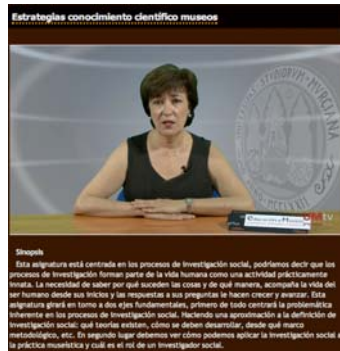 Estrategias conocimiento científico museos
UMtv
Sinopsis
Esta asignatura está centrada en los procesos de investigación social, podríamos decir que los
procesos de investigación forman parte de la vida humana como una actividad prácticamente
innata. La necesidad de saber por qué suceden las cosas y de qué manera, acompaña la vida del
ser humano desde sus inicios y las respuestas a sus preguntas le hacen crecer y avanzar. Esta
asignatura girará en torno a dos ejes fundamentales, primero de todo centrará la problemática
inherente en los procesos de investigación social. Haciendo una aproximación a la definición de
investigación social: qué teorías existen, cómo se deben desarrollar, desde qué marco
metodológico, etc. En segundo lugar debemos ver cómo podemos aplicar la investigación social a
la práctica museística y cuál es el rol de un investigador social.